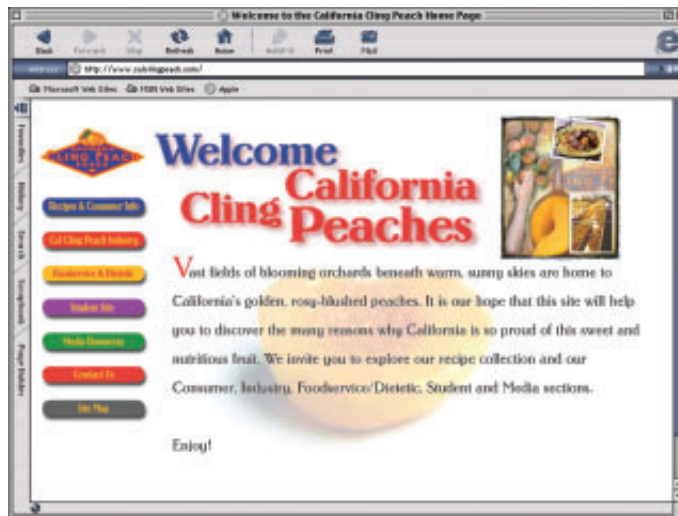 Welcome to the California Cling Peach Home Page
Back Forward Stop Refresh Home AutoFill Print Mail
Address: http://www.calclingpeach.com/
Microsoft Web Sites MSN Web Sites Apple
Favorites
History
Search
Scrapbook
Page Holder
CLING PEACH
Welcome
California
Cling Peaches
Recipes & Consumer Info
Cal Cling Peach Industry
Foodservice & Dietetic
Student Site
Media Resources
Contact Us
Site Map
Vast fields of blooming orchards beneath warm, sunny skies are home to
California's golden, rosy-blushed peaches. It is our hope that this site will help
you to discover the many reasons why California is so proud of this sweet and
nutritious fruit. We invite you to explore our recipe collection and our
Consumer, Industry, Foodservice/Dietetic, Student and Media sections.
Enjoy!